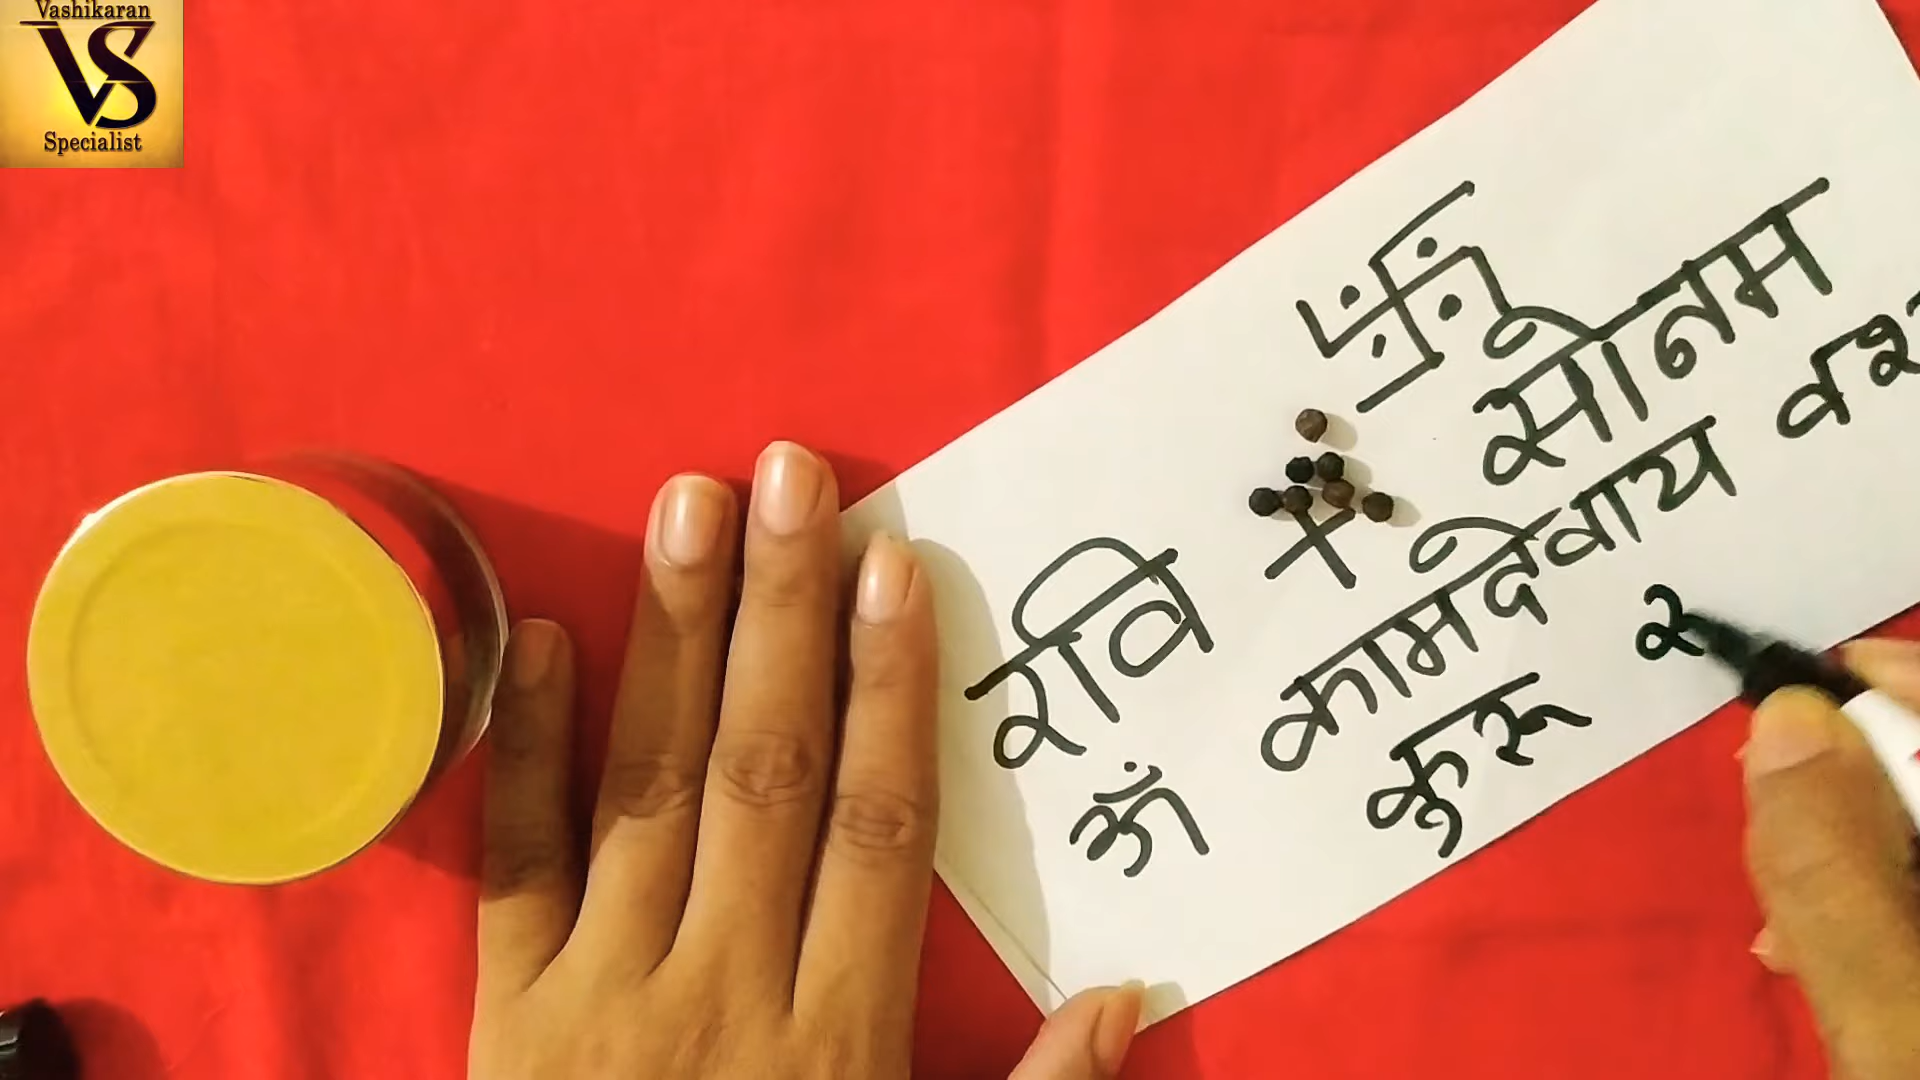 Vashikaran
VS
Specialist
रवि + सोनम
ॐ कामदेवाय
कुरू